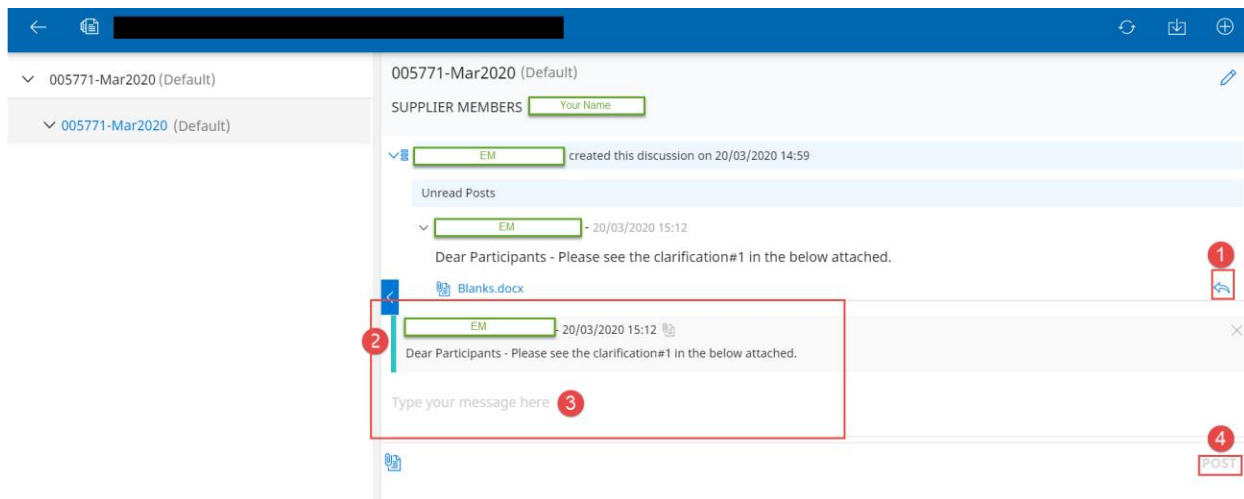 005771-Mar2020 (Default)
005771-Mar2020 (Default)
005771-Mar2020 (Default)
SUPPLIER MEMBERS Your Name
EM created this discussion on 20/03/2020 14:59
Unread Posts
EM - 20/03/2020 15:12
Dear Participants - Please see the clarification#1 in the below attached.
1
Blanks.docx
2
EM - 20/03/2020 15:12
Dear Participants - Please see the clarification#1 in the below attached.
Type your message here 3
4
POST